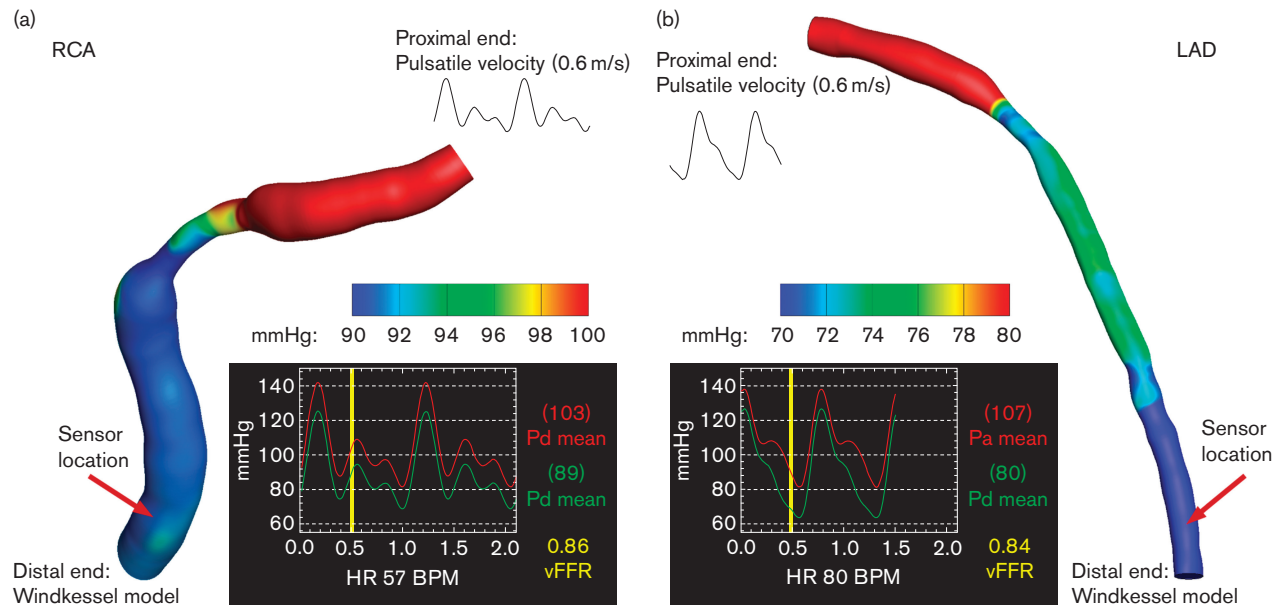 (a)
RCA
Proximal end:
Pulsatile velocity (0.6 m/s)
mmHg: 90 92 94 96 98 100
Sensor
location
Distal end:
Windkessel model
mmHg
140
120
100
80
60
0.0 0.5 1.0 1.5 2.0
HR 57 BPM
(103)
Pd mean
(89)
Pd mean
0.86
vFFR
(b)
LAD
Proximal end:
Pulsatile velocity (0.6 m/s)
mmHg: 70 72 74 76 78 80
mmHg
140
120
100
80
60
0.0 0.5 1.0 1.5 2.0
HR 80 BPM
(107)
Pa mean
(80)
Pd mean
0.84
vFFR
Sensor
location
Distal end:
Windkessel model